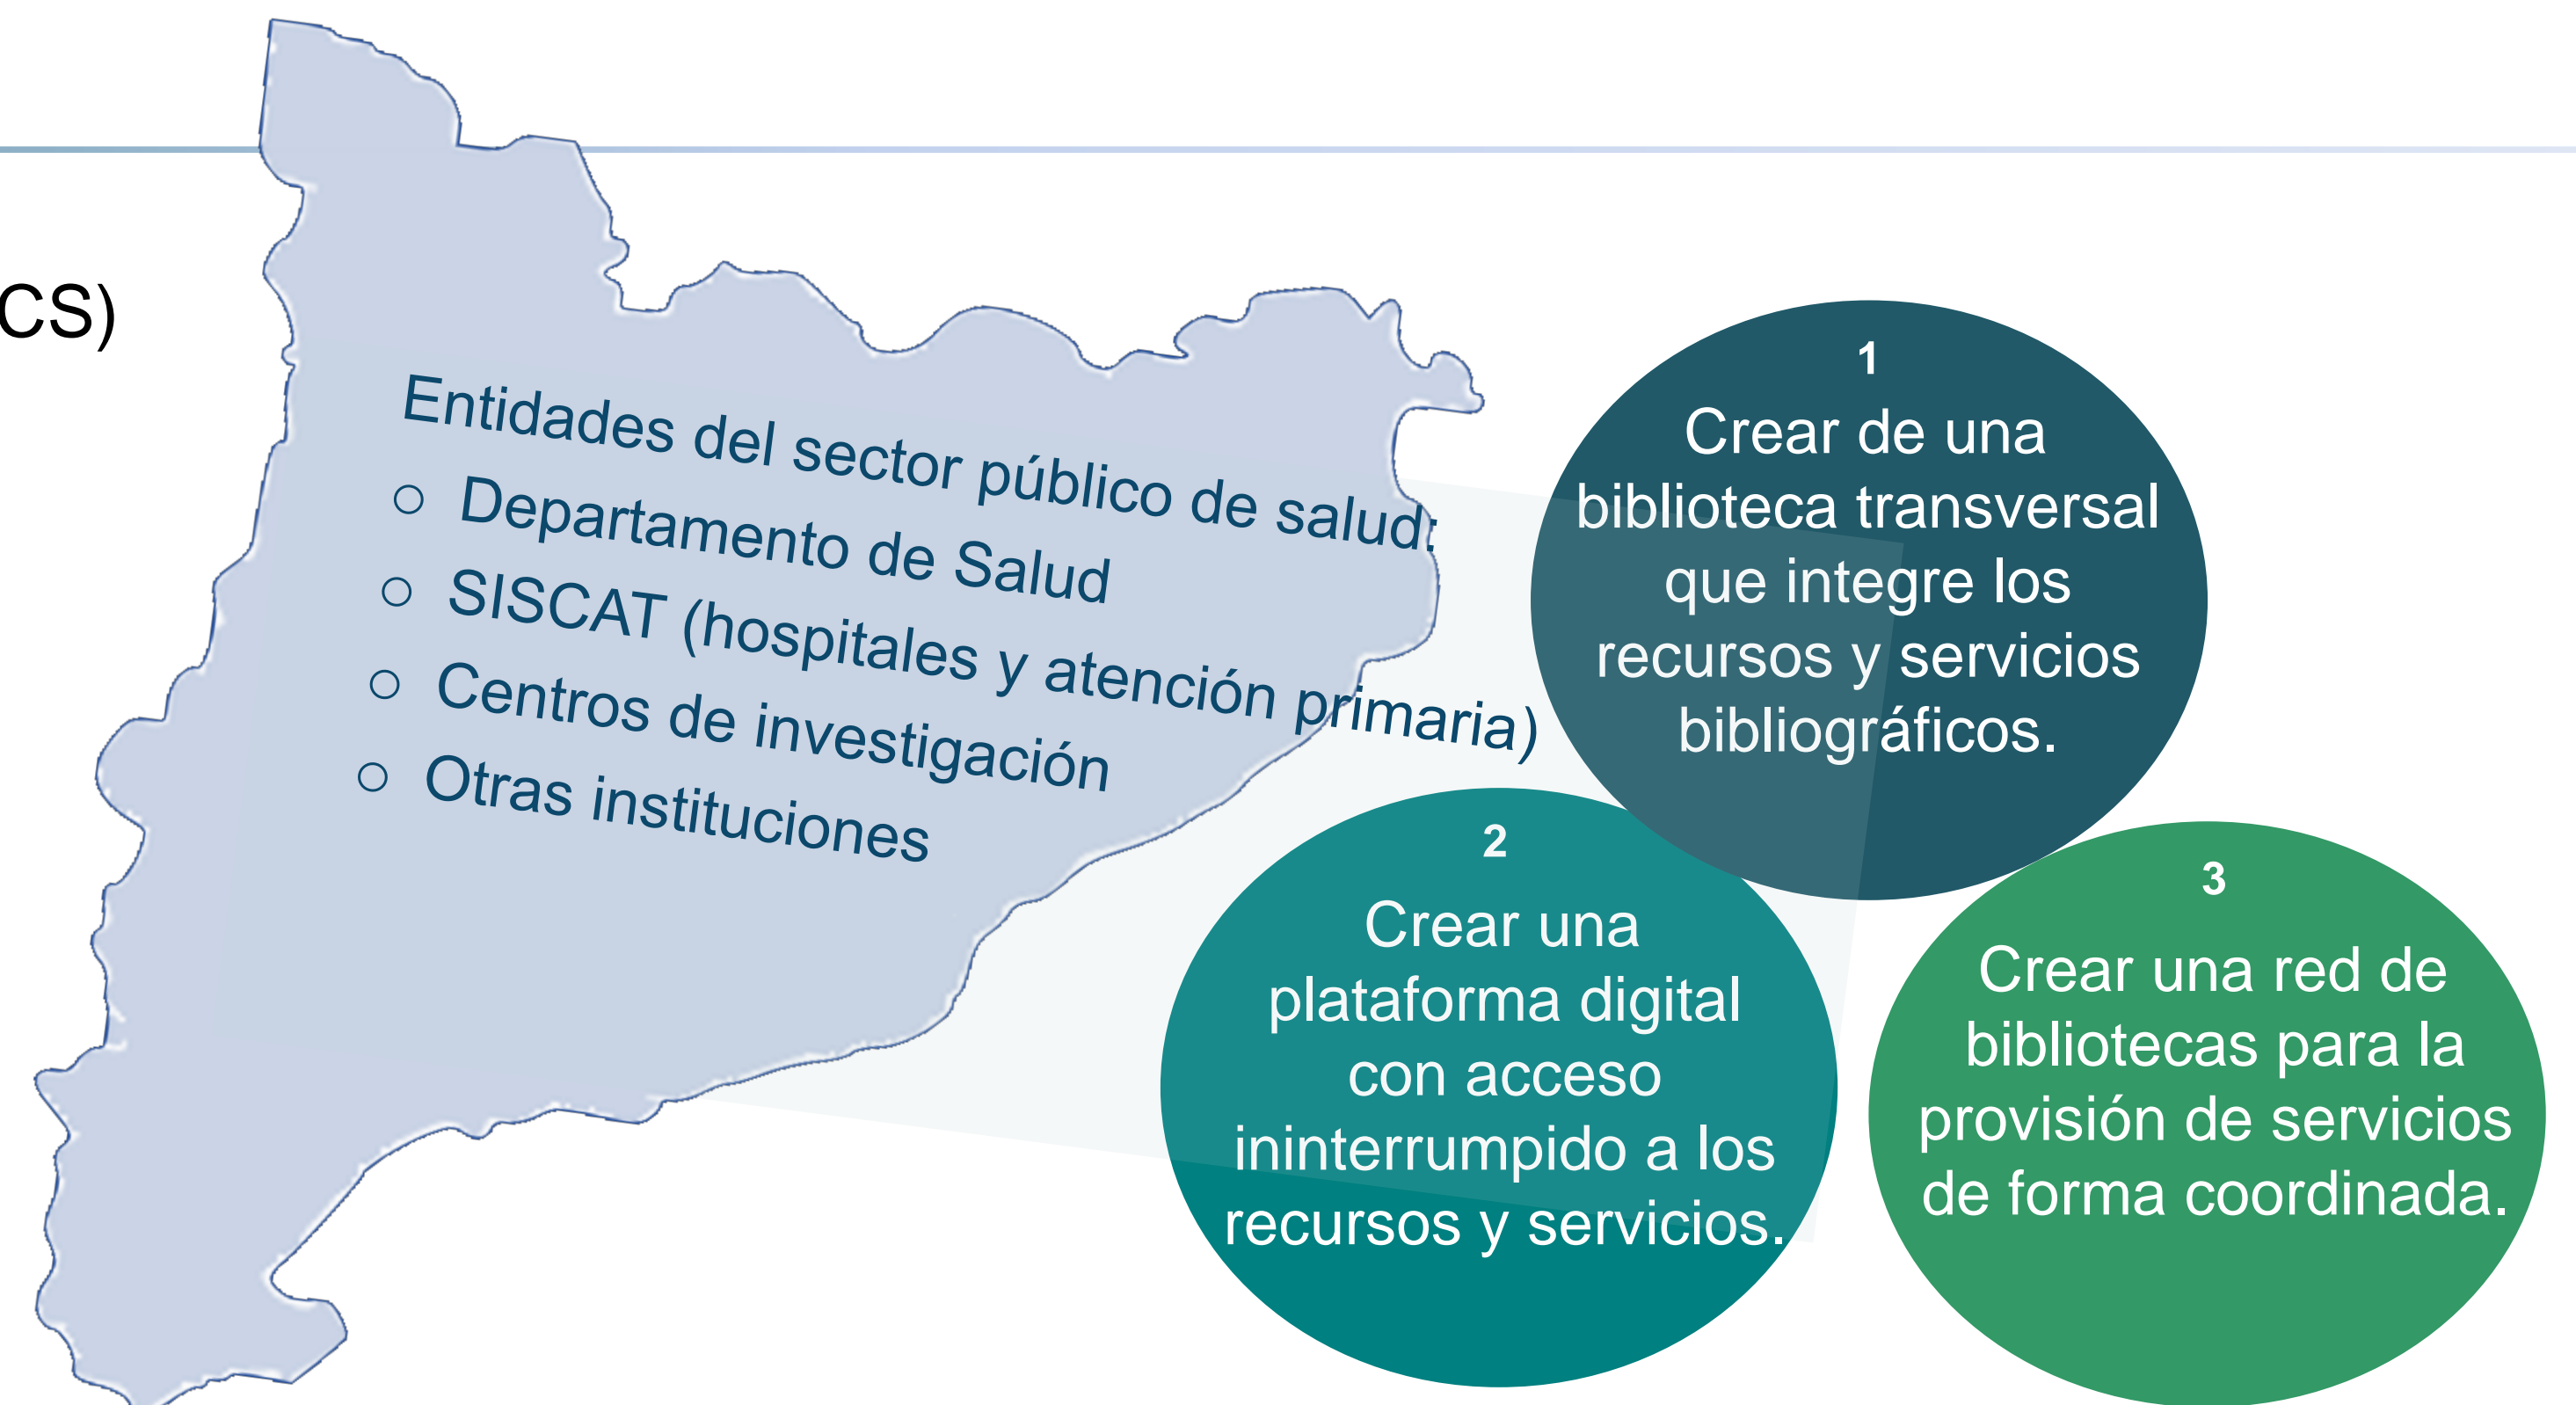 CS)
Entidades del sector público de salud:
○ Departamento de Salud
○ SISCAT (hospitales y atención primaria)
○ Centros de investigación
○ Otras instituciones
1
Crear de una
biblioteca transversal
que integre los
recursos y servicios
bibliográficos.
2
Crear una
plataforma digital
con acceso
ininterrumpido a los
recursos y servicios.
3
Crear una red de
bibliotecas para la
provisión de servicios
de forma coordinada.